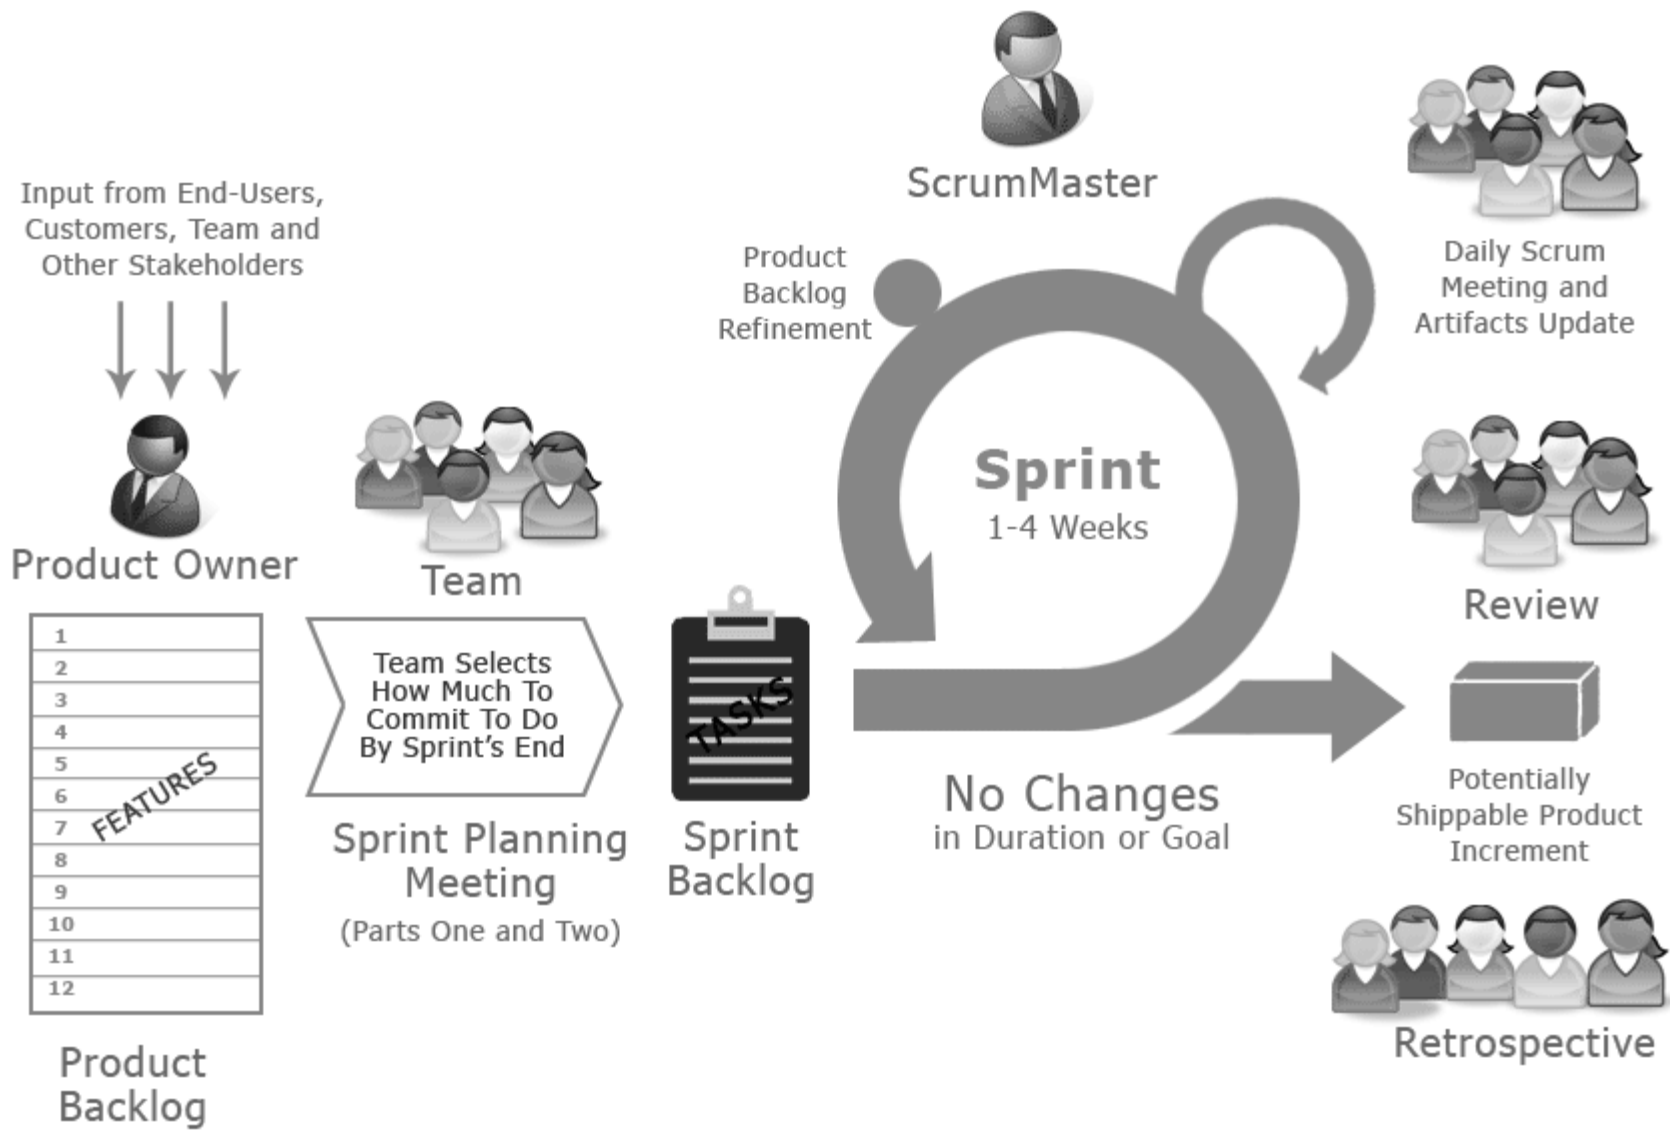 Input from End-Users,
Customers, Team and
Other Stakeholders
Product Owner
1
2
3
4
5
6
7
8
9
10
11
12
FEATURES
Product
Backlog
Team
Team Selects
How Much To
Commit To Do
By Sprint's End
Sprint Planning
Meeting
(Parts One and Two)
TASKS
Sprint
Backlog
ScrumMaster
Product
Backlog
Refinement
Sprint
1-4 Weeks
No Changes
in Duration or Goal
Daily Scrum
Meeting and
Artifacts Update
Review
Potentially
Shippable Product
Increment
Retrospective